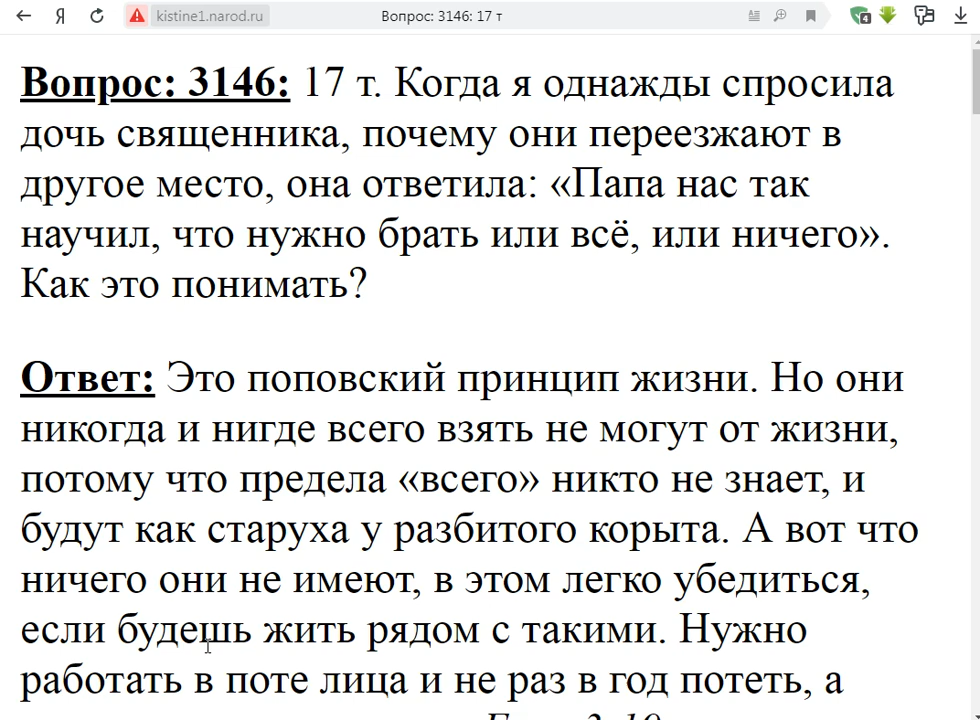 Я kistine1.narod.ru Вопрос: 3146: 17 т 4
Вопрос: 3146: 17 т. Когда я однажды спросила
дочь священника, почему они переезжают в
другое место, она ответила: «Папа нас так
научил, что нужно брать или всё, или ничего».
Как это понимать?
Ответ: Это поповский принцип жизни. Но они
никогда и нигде всего взять не могут от жизни,
потому что предела «всего» никто не знает, и
будут как старуха у разбитого корыта. А вот что
ничего они не имеют, в этом легко убедиться,
если будешь жить рядом с такими. Нужно
работать в поте лица и не раз в год потеть, а